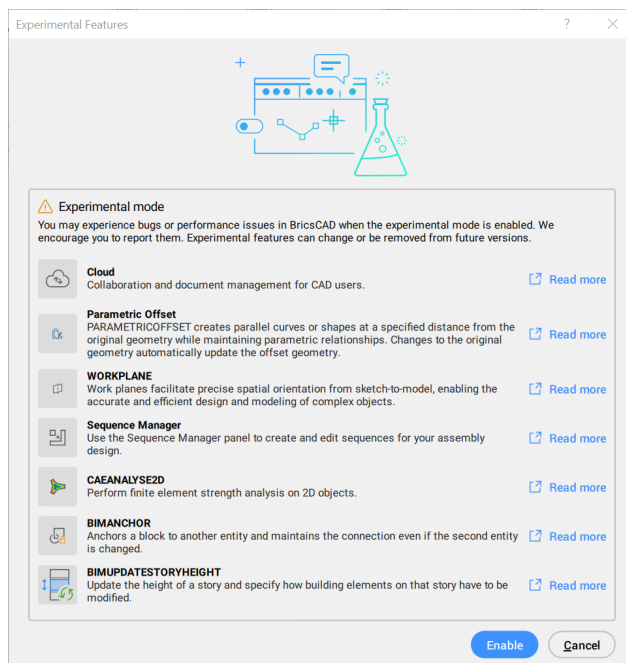 Experimental Features
?
Experimental mode
You may experience bugs or performance issues in BricsCAD when the experimental mode is enabled. We
encourage you to report them. Experimental features can change or be removed from future versions.
Cloud
Collaboration and document management for CAD users.
Read more
Parametric Offset
PARAMETRICOFFSET creates parallel curves or shapes at a specified distance from the
original geometry while maintaining parametric relationships. Changes to the original
geometry automatically update the offset geometry.
Read more
WORKPLANE
Work planes facilitate precise spatial orientation from sketch-to-model, enabling the
accurate and efficient design and modeling of complex objects.
Read more
Sequence Manager
Use the Sequence Manager panel to create and edit sequences for your assembly
design.
Read more
CAEANALYSE2D
Perform finite element strength analysis on 2D objects.
Read more
BIMANCHOR
Anchors a block to another entity and maintains the connection even if the second entity
is changed.
Read more
BIMUPDATESTORYHEIGHT
Update the height of a story and specify how building elements on that story have to be
modified.
Read more
Enable
Cancel